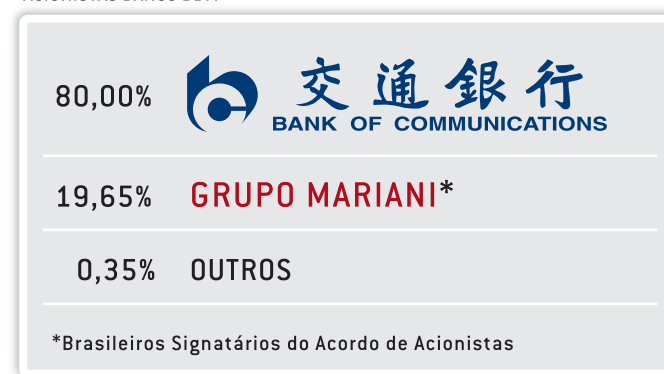 80,00%
交通銀行
BANK OF COMMUNICATIONS
19,65% GRUPO MARIANI*
0,35% OUTROS
*Brasileiros Signatários do Acordo de Acionistas